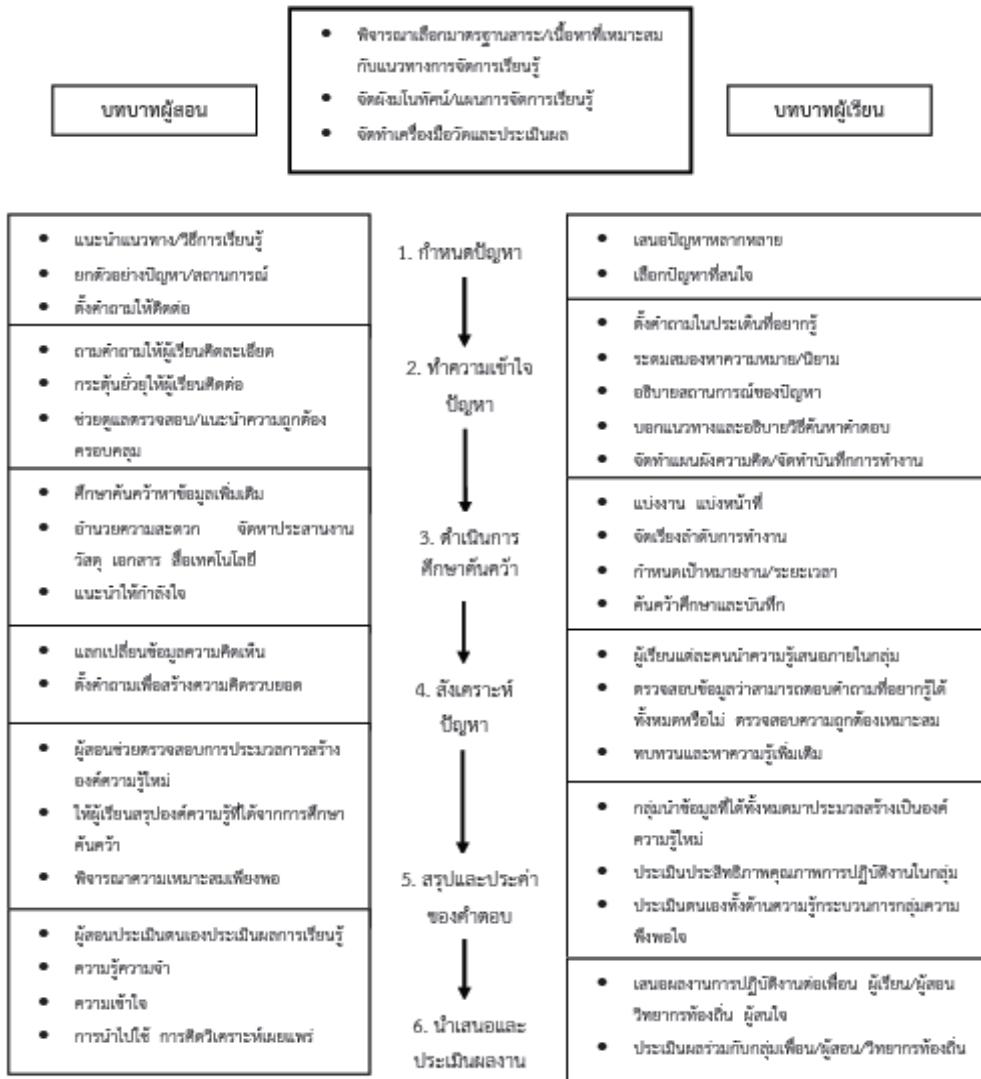 • พิจารณาเลือกมาตรฐานสาระ/เนื้อหาที่เหมาะสม
กับแนวทางการจัดการเรียนรู้
• จัดผังมโนทัศน์/แผนการจัดการเรียนรู้
• จัดทำเครื่องมือวัดและประเมินผล
บทบาทผู้สอน
บทบาทผู้เรียน
• แนะนำแนวทาง/วิธีการเรียนรู้
• ยกตัวอย่างปัญหา/สถานการณ์
• ตั้งคำถามให้คิดต่อ
1. กำหนดปัญหา
• เสนอปัญหาหลากหลาย
• เลือกปัญหาที่สนใจ
• ถามคำถามให้ผู้เรียนคิดละเอียด
• กระตุ้นยั่วยุให้ผู้เรียนคิดต่อ
• ช่วยดูแลตรวจสอบ/แนะนำความถูกต้อง
ครอบคลุม
2. ทำความเข้าใจ
ปัญหา
• ตั้งคำถามในประเด็นที่อยากรู้
• ระดมสมองหาความหมาย/นิยาม
• อธิบายสถานการณ์ของปัญหา
• บอกแนวทางและอธิบายวิธีค้นหาคำตอบ
• จัดทำแผนผังความคิด/จัดทำบันทึกการทำงาน
• ศึกษาค้นคว้าหาข้อมูลเพิ่มเติม
• อำนวยความสะดวก จัดหาประสานงาน
วัสดุ เอกสาร สื่อเทคโนโลยี
• แนะนำให้กำลังใจ
3. ดำเนินการ
ศึกษาค้นคว้า
• แบ่งงาน แบ่งหน้าที่
• จัดเรียงลำดับการทำงาน
• กำหนดเป้าหมายงาน/ระยะเวลา
• ค้นคว้าศึกษาและบันทึก
• แลกเปลี่ยนข้อมูลความคิดเห็น
• ตั้งคำถามเพื่อสร้างความคิดรวบยอด
4. สังเคราะห์
ปัญหา
• ผู้เรียนแต่ละคนนำความรู้เสนอภายในกลุ่ม
• ตรวจสอบข้อมูลว่าสามารถตอบคำถามที่อยากรู้ได้
ทั้งหมดหรือไม่ ตรวจสอบความถูกต้องเหมาะสม
• ทบทวนและหาความรู้เพิ่มเติม
• ผู้สอนช่วยตรวจสอบการประมวลการสร้าง
องค์ความรู้ใหม่
• ให้ผู้เรียนสรุปองค์ความรู้ที่ได้จากการศึกษา
ค้นคว้า
• พิจารณาความเหมาะสมเพียงพอ
5. สรุปและประค่า
ของคำตอบ
• กลุ่มนำข้อมูลที่ได้ทั้งหมดมาประมวลสร้างเป็นองค์
ความรู้ใหม่
• ประเมินประสิทธิภาพคุณภาพการปฏิบัติงานในกลุ่ม
• ประเมินตนเองทั้งด้านความรู้กระบวนการกลุ่มความ
พึงพอใจ
• ผู้สอนประเมินตนเองประเมินผลการเรียนรู้
• ความรู้ความจำ
• ความเข้าใจ
• การนำไปใช้ การคิดวิเคราะห์เผยแพร่
6. นำเสนอและ
ประเมินผลงาน
• เสนอผลงานการปฏิบัติงานต่อเพื่อน ผู้เรียน/ผู้สอน
วิทยากรท้องถิ่น ผู้สนใจ
• ประเมินผลร่วมกับกลุ่มเพื่อน/ผู้สอน/วิทยากรท้องถิ่น